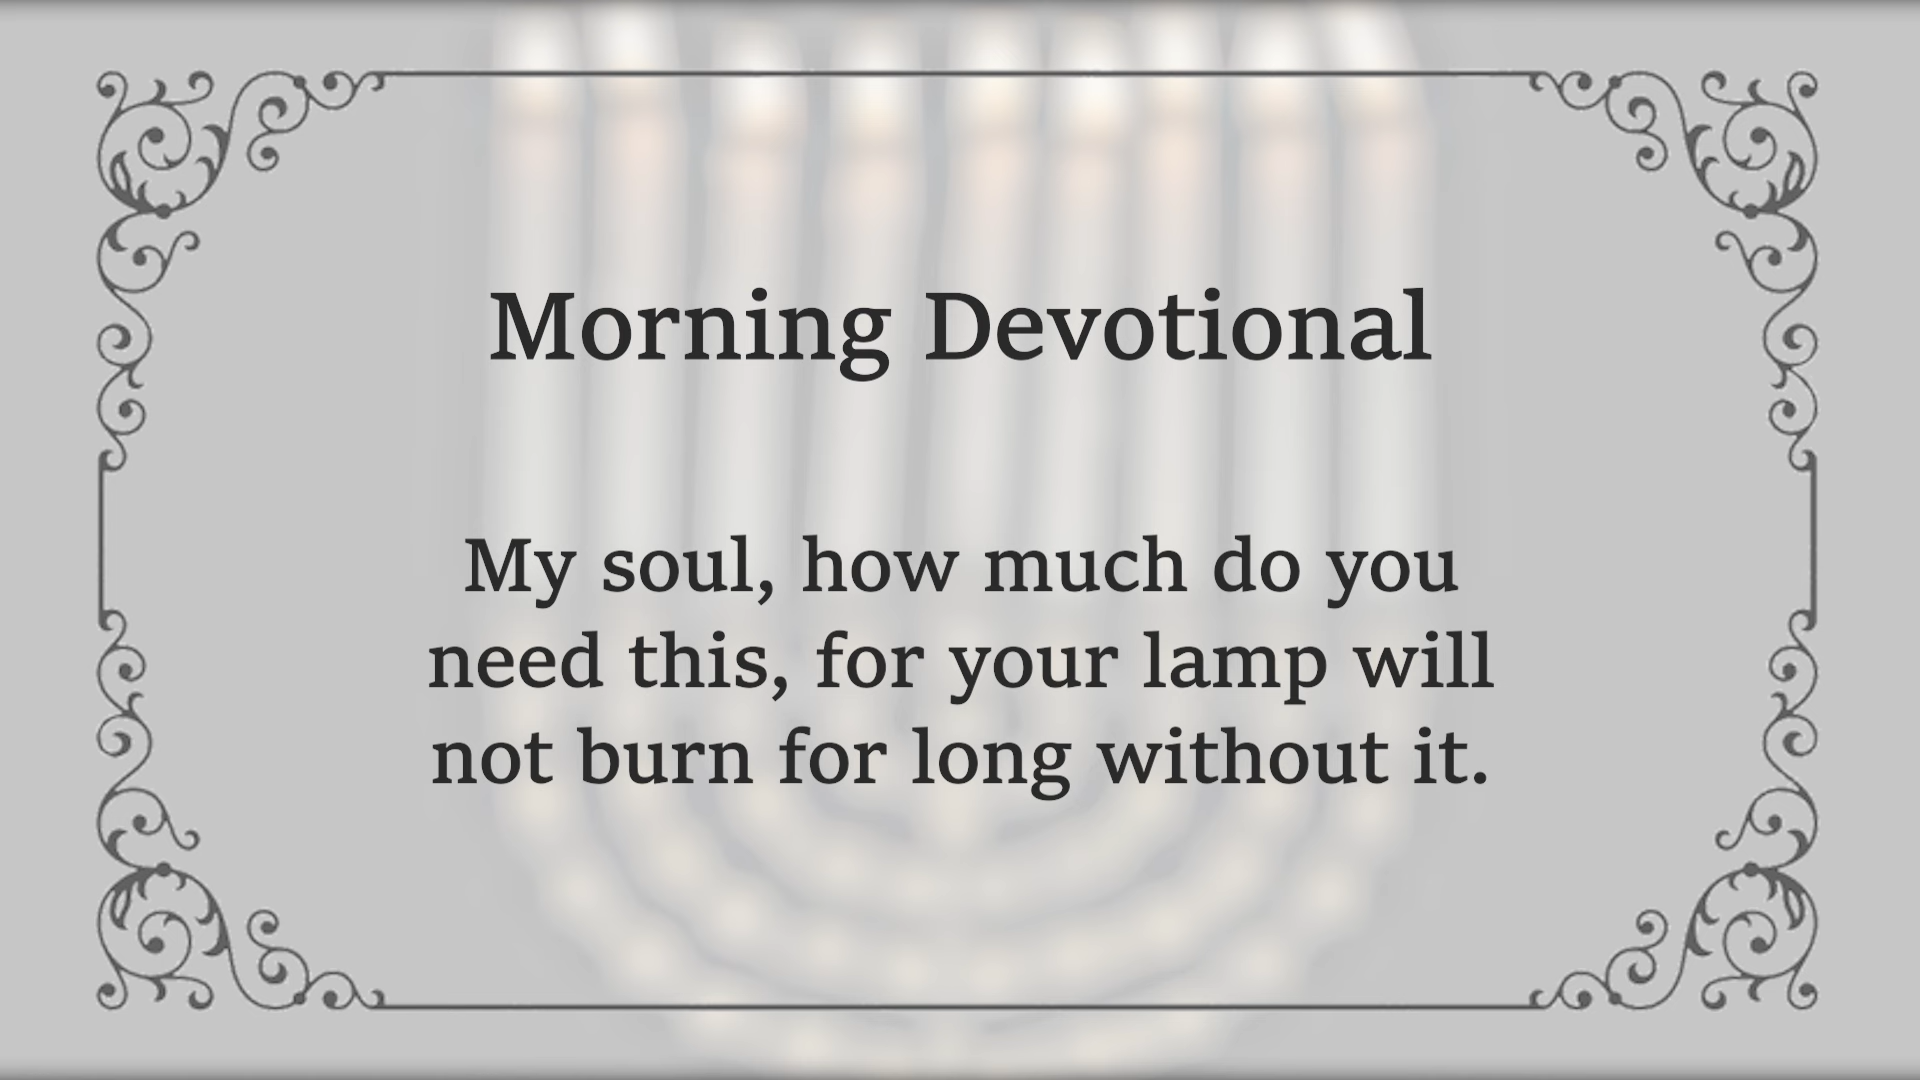 Morning Devotional
My soul, how much do you
need this, for your lamp will
not burn for long without it.